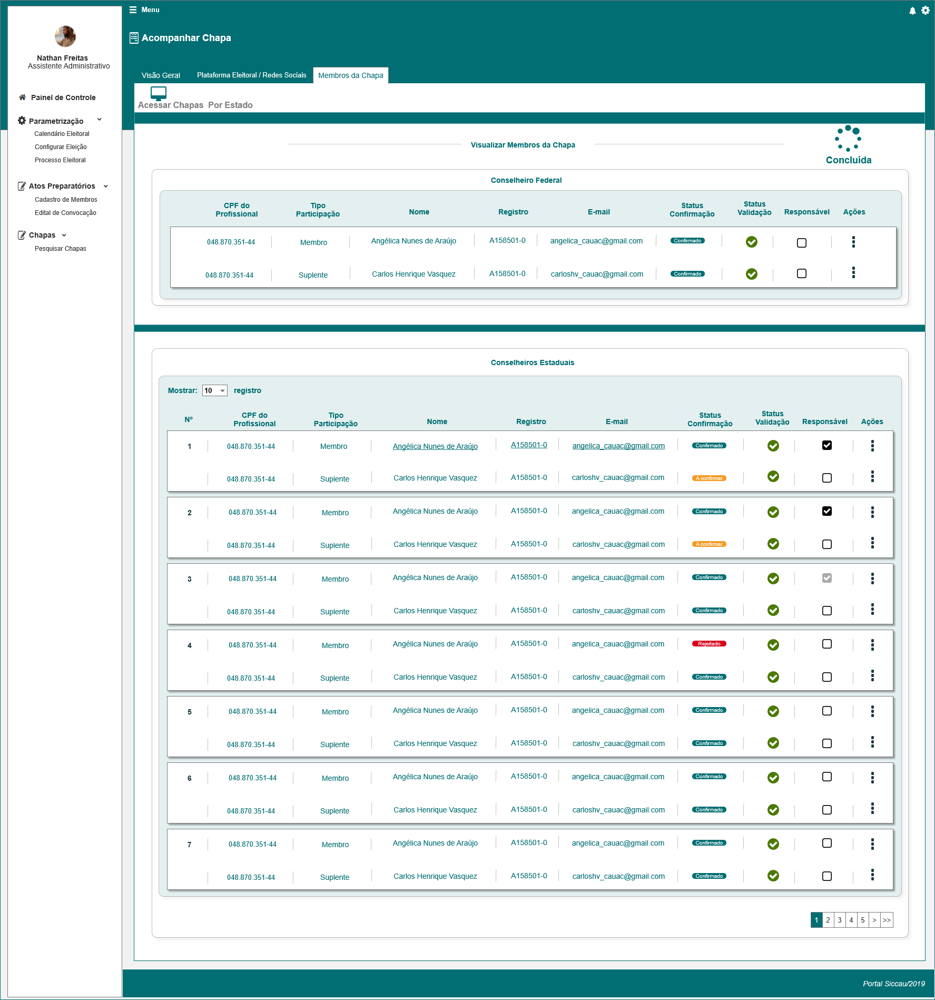 Menu
Acompanhar Chapa
Nathan Freitas
Assistente Administrativo
Painel de Controle
Parametrização
Calendário Eleitoral
Configurar Eleição
Processo Eleitoral
Atos Preparatórios
Cadastro de Membros
Edital de Convocação
Chapas
Pesquisar Chapas
Visão Geral Plataforma Eleitoral / Redes Sociais Membros da Chapa
Acessar Chapas Por Estado
Visualizar Membros da Chapa
Concluída
Conselheiro Federal
CPF do Profissional Tipo Participação Nome Registro E-mail Status Confirmação Status Validação Responsável Ações
048.870.351-44 Membro Angélica Nunes de Araújo A158501-0 angelica_cauac@gmail.com Confirmado
048.870.351-44 Suplente Carlos Henrique Vasquez A158501-0 carloshv_cauac@gmail.com Confirmado
Conselheiros Estaduais
Mostrar: 10 registro
Nº CPF do Profissional Tipo Participação Nome Registro E-mail Status Confirmação Status Validação Responsável Ações
1 048.870.351-44 Membro Angélica Nunes de Araújo A158501-0 angelica_cauac@gmail.com Confirmado
048.870.351-44 Suplente Carlos Henrique Vasquez A158501-0 carloshv_cauac@gmail.com A confirmar
2 048.870.351-44 Membro Angélica Nunes de Araújo A158501-0 angelica_cauac@gmail.com Confirmado
048.870.351-44 Suplente Carlos Henrique Vasquez A158501-0 carloshv_cauac@gmail.com A confirmar
3 048.870.351-44 Membro Angélica Nunes de Araújo A158501-0 angelica_cauac@gmail.com Confirmado
048.870.351-44 Suplente Carlos Henrique Vasquez A158501-0 carloshv_cauac@gmail.com Confirmado
4 048.870.351-44 Membro Angélica Nunes de Araújo A158501-0 angelica_cauac@gmail.com Rejeitado
048.870.351-44 Suplente Carlos Henrique Vasquez A158501-0 carloshv_cauac@gmail.com Confirmado
5 048.870.351-44 Membro Angélica Nunes de Araújo A158501-0 angelica_cauac@gmail.com Confirmado
048.870.351-44 Suplente Carlos Henrique Vasquez A158501-0 carloshv_cauac@gmail.com Confirmado
6 048.870.351-44 Membro Angélica Nunes de Araújo A158501-0 angelica_cauac@gmail.com Confirmado
048.870.351-44 Suplente Carlos Henrique Vasquez A158501-0 carloshv_cauac@gmail.com Confirmado
7 048.870.351-44 Membro Angélica Nunes de Araújo A158501-0 angelica_cauac@gmail.com Confirmado
048.870.351-44 Suplente Carlos Henrique Vasquez A158501-0 carloshv_cauac@gmail.com Confirmado
1 2 3 4 5 > >>
Portal Siccau/2019